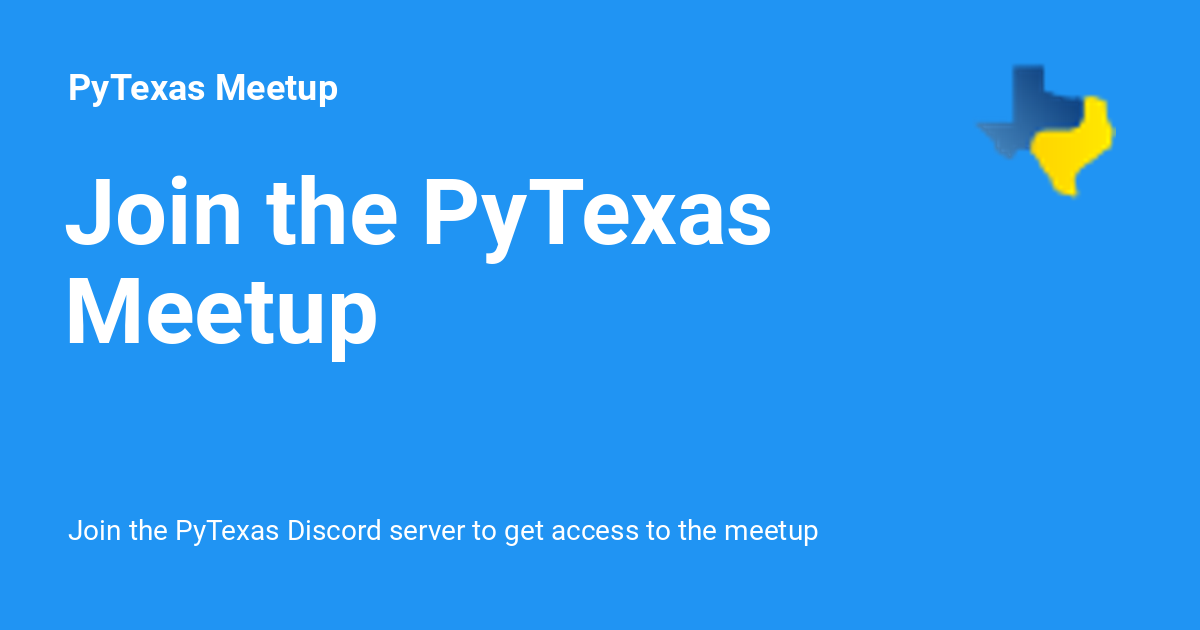 PyTexas Meetup
Join the PyTexas
Meetup
Join the PyTexas Discord server to get access to the meetup